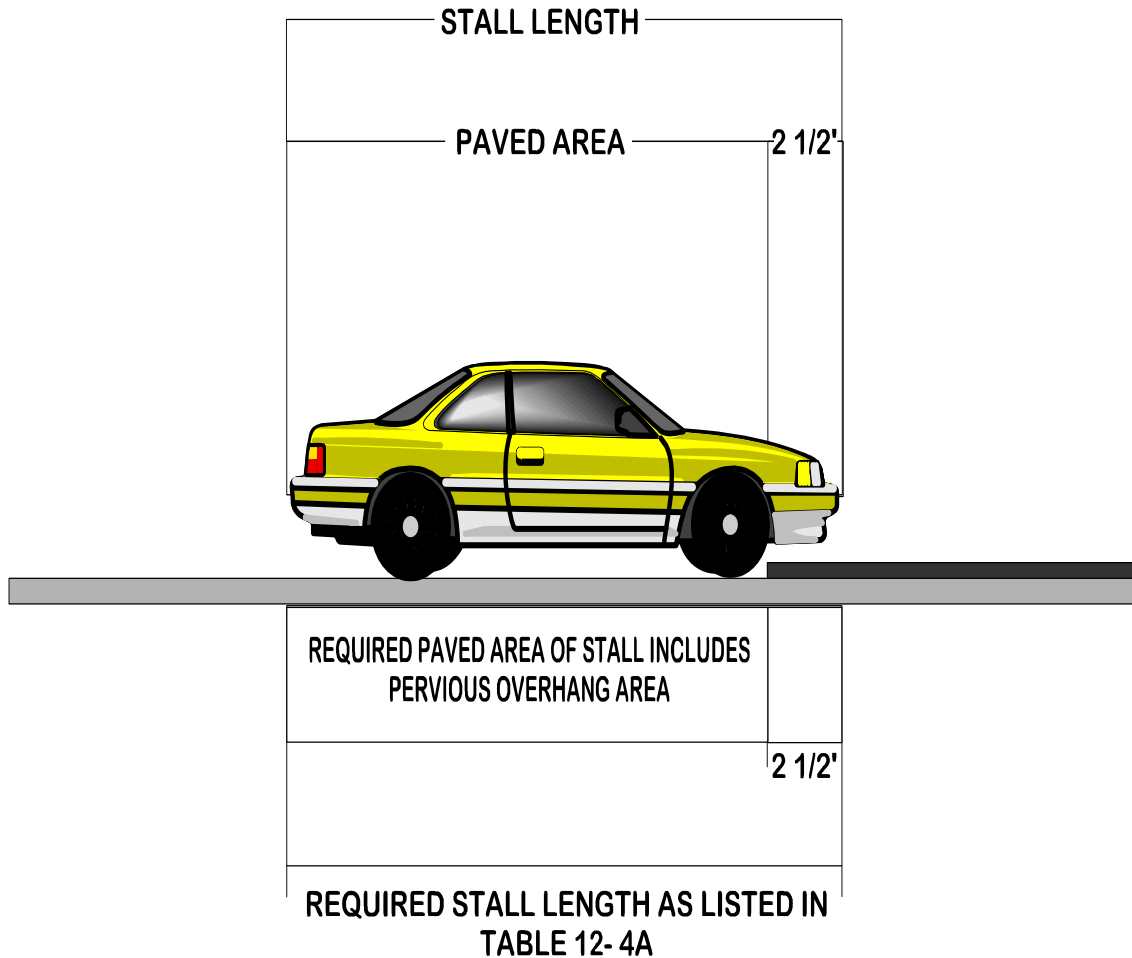 STALL LENGTH
PAVED AREA
2 1/2'
REQUIRED PAVED AREA OF STALL INCLUDES
PERVIOUS OVERHANG AREA
2 1/2'
REQUIRED STALL LENGTH AS LISTED IN
TABLE 12- 4A